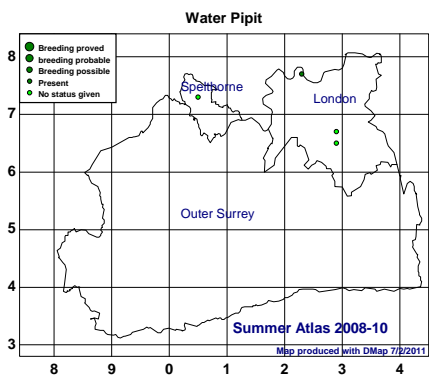 Water Pipit
Breeding proved
breeding probable
Breeding possible
Present
No status given
8
7
6
5
4
3
Spelthorne
London
Outer Surrey
Summer Atlas 2008-10
Map produced with DMap 7/2/2011
8 9 0 1 2 3 4